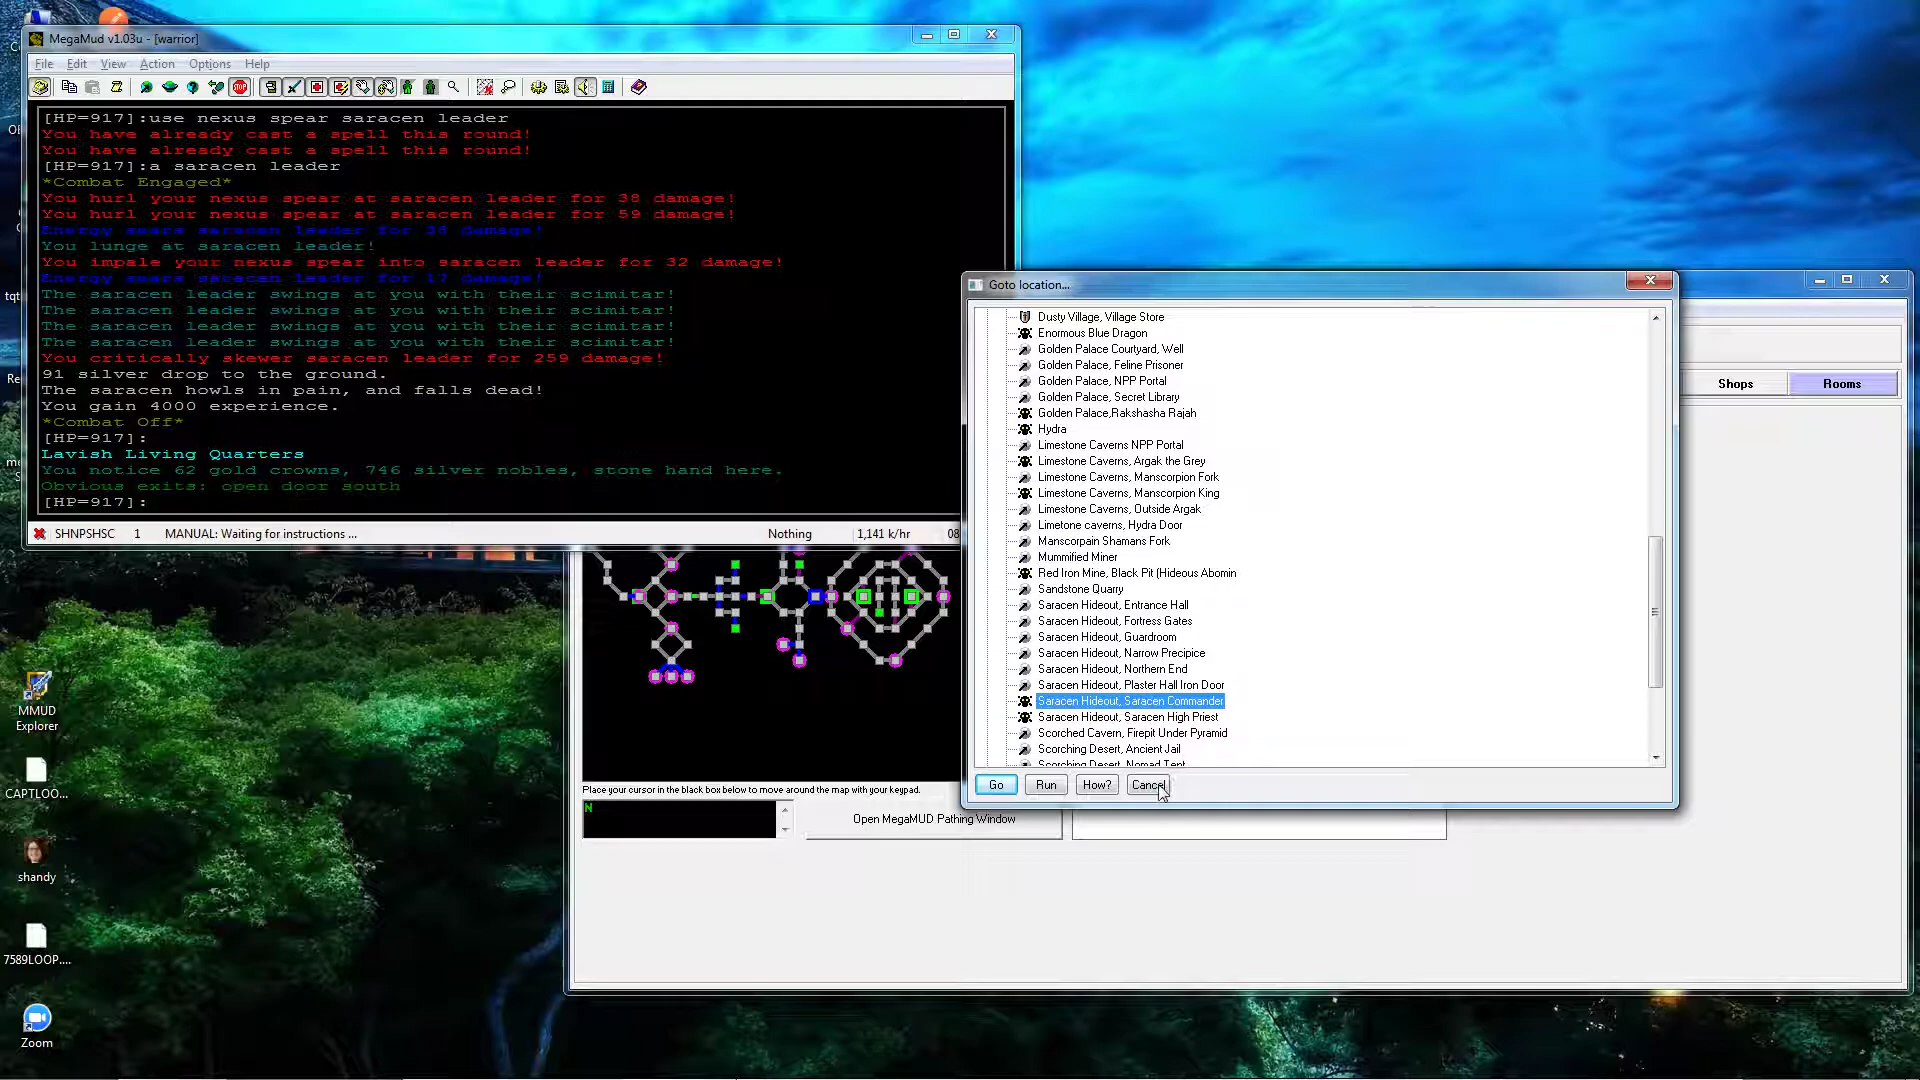 MegaMud v1.03u - [warrior]
File Edit View Action Options Help
[HP=917]:use nexus spear saracen leader
You have already cast a spell this round!
You have already cast a spell this round!
[HP=917]:a saracen leader
*Combat Engaged*
You hurl your nexus spear at saracen leader for 38 damage!
You hurl your nexus spear at saracen leader for 59 damage!
Energy sears saracen leader for 28 damage!
You lunge at saracen leader!
You impale your nexus spear into saracen leader for 32 damage!
Energy sears saracen leader for 17 damage!
The saracen leader swings at you with their scimitar!
The saracen leader swings at you with their scimitar!
The saracen leader swings at you with their scimitar!
The saracen leader swings at you with their scimitar!
You critically skewer saracen leader for 259 damage!
91 silver drop to the ground.
The saracen howls in pain, and falls dead!
You gain 4000 experience.
*Combat Off*
[HP=917]:
Lavish Living Quarters
You notice 62 gold crowns, 746 silver nobles, stone hand here.
Obvious exits: open door south
[HP=917]:
SHNPSHSC 1 MANUAL: Waiting for instructions ... Nothing 1,141 k/hr 08
Goto location...
Dusty Village, Village Store
Enormous Blue Dragon
Golden Palace Courtyard, Well
Golden Palace, Feline Prisoner
Golden Palace, NPP Portal
Golden Palace, Secret Library
Golden Palace,Rakshasha Rajah
Hydra
Limestone Caverns NPP Portal
Limestone Caverns, Argak the Grey
Limestone Caverns, Manscorpion Fork
Limestone Caverns, Manscorpion King
Limestone Caverns, Outside Argak
Limetone caverns, Hydra Door
Manscorpain Shamans Fork
Mummified Miner
Red Iron Mine, Black Pit (Hideous Abomin
Sandstone Quarry
Saracen Hideout, Entrance Hall
Saracen Hideout, Fortress Gates
Saracen Hideout, Guardroom
Saracen Hideout, Narrow Precipice
Saracen Hideout, Northern End
Saracen Hideout, Plaster Hall Iron Door
Saracen Hideout, Saracen Commander
Saracen Hideout, Saracen High Priest
Scorched Cavern, Firepit Under Pyramid
Scorching Desert, Ancient Jail
Scorching Desert, Nomad Tent
Go Run How? Cancel
Shops Rooms
Place your cursor in the black box below to move around the map with your keypad.
N
Open MegaMUD Pathing Window
MMUD
Explorer
CAPTLOO...
shandy
7589LOOP....
Zoom